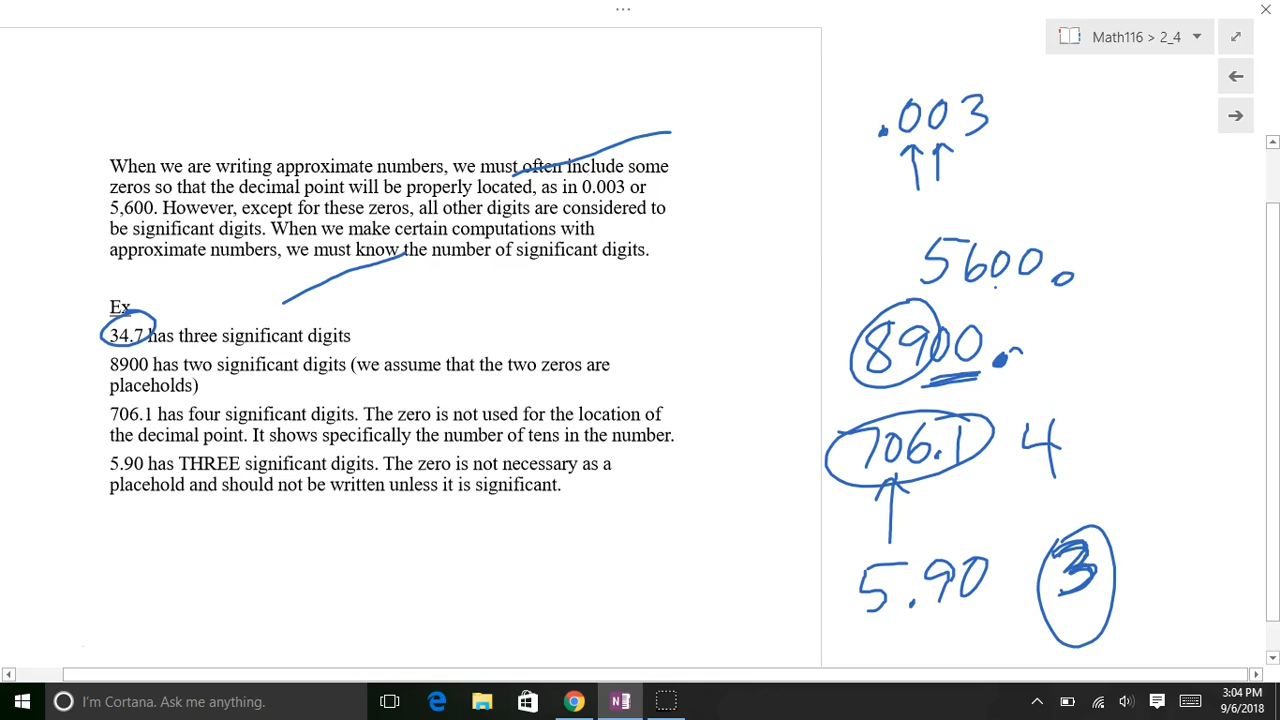 Math116 > 2_4
When we are writing approximate numbers, we must often include some
zeros so that the decimal point will be properly located, as in 0.003 or
5,600. However, except for these zeros, all other digits are considered to
be significant digits. When we make certain computations with
approximate numbers, we must know the number of significant digits.
Ex
34.7 has three significant digits
8900 has two significant digits (we assume that the two zeros are
placeholds)
706.1 has four significant digits. The zero is not used for the location of
the decimal point. It shows specifically the number of tens in the number.
5.90 has THREE significant digits. The zero is not necessary as a
placehold and should not be written unless it is significant.
.003
5600.
8900.
706.1 4
5.90 3
I'm Cortana. Ask me anything.
3:04 PM
9/6/2018